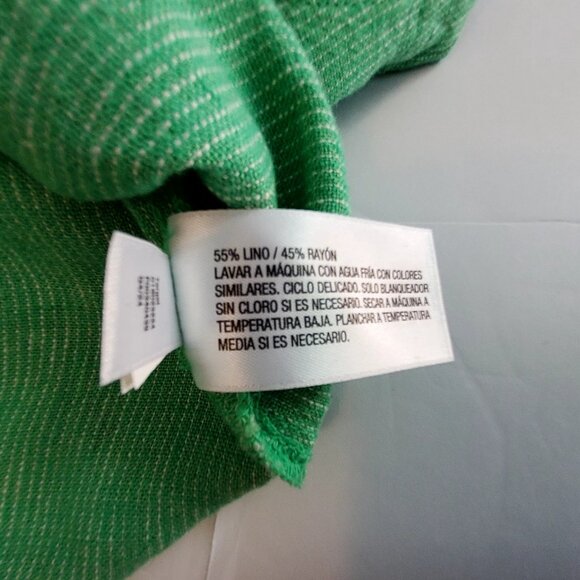 55% LINO / 45% RAYÓN
LAVAR A MÁQUINA CON AGUA FRÍA CON COLORES
SIMILARES. CICLO DELICADO. SOLO BLANQUEADOR
SIN CLORO SI ES NECESARIO. SECAR A MÁQUINA A
TEMPERATURA BAJA. PLANCHAR A TEMPERATURA
MEDIA SI ES NECESARIO.